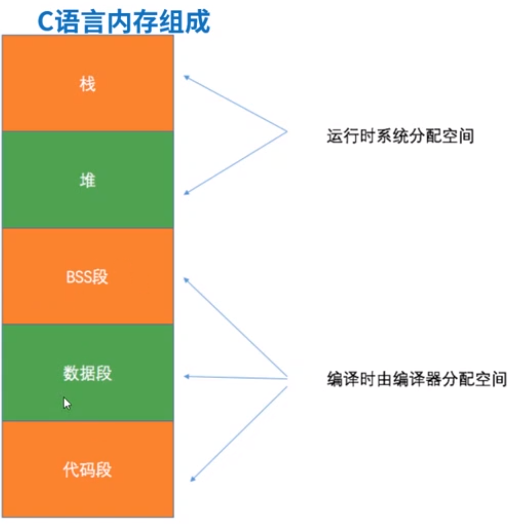 C语言内存组成
栈
运行时系统分配空间
堆
BSS段
数据段
编译时由编译器分配空间
代码段